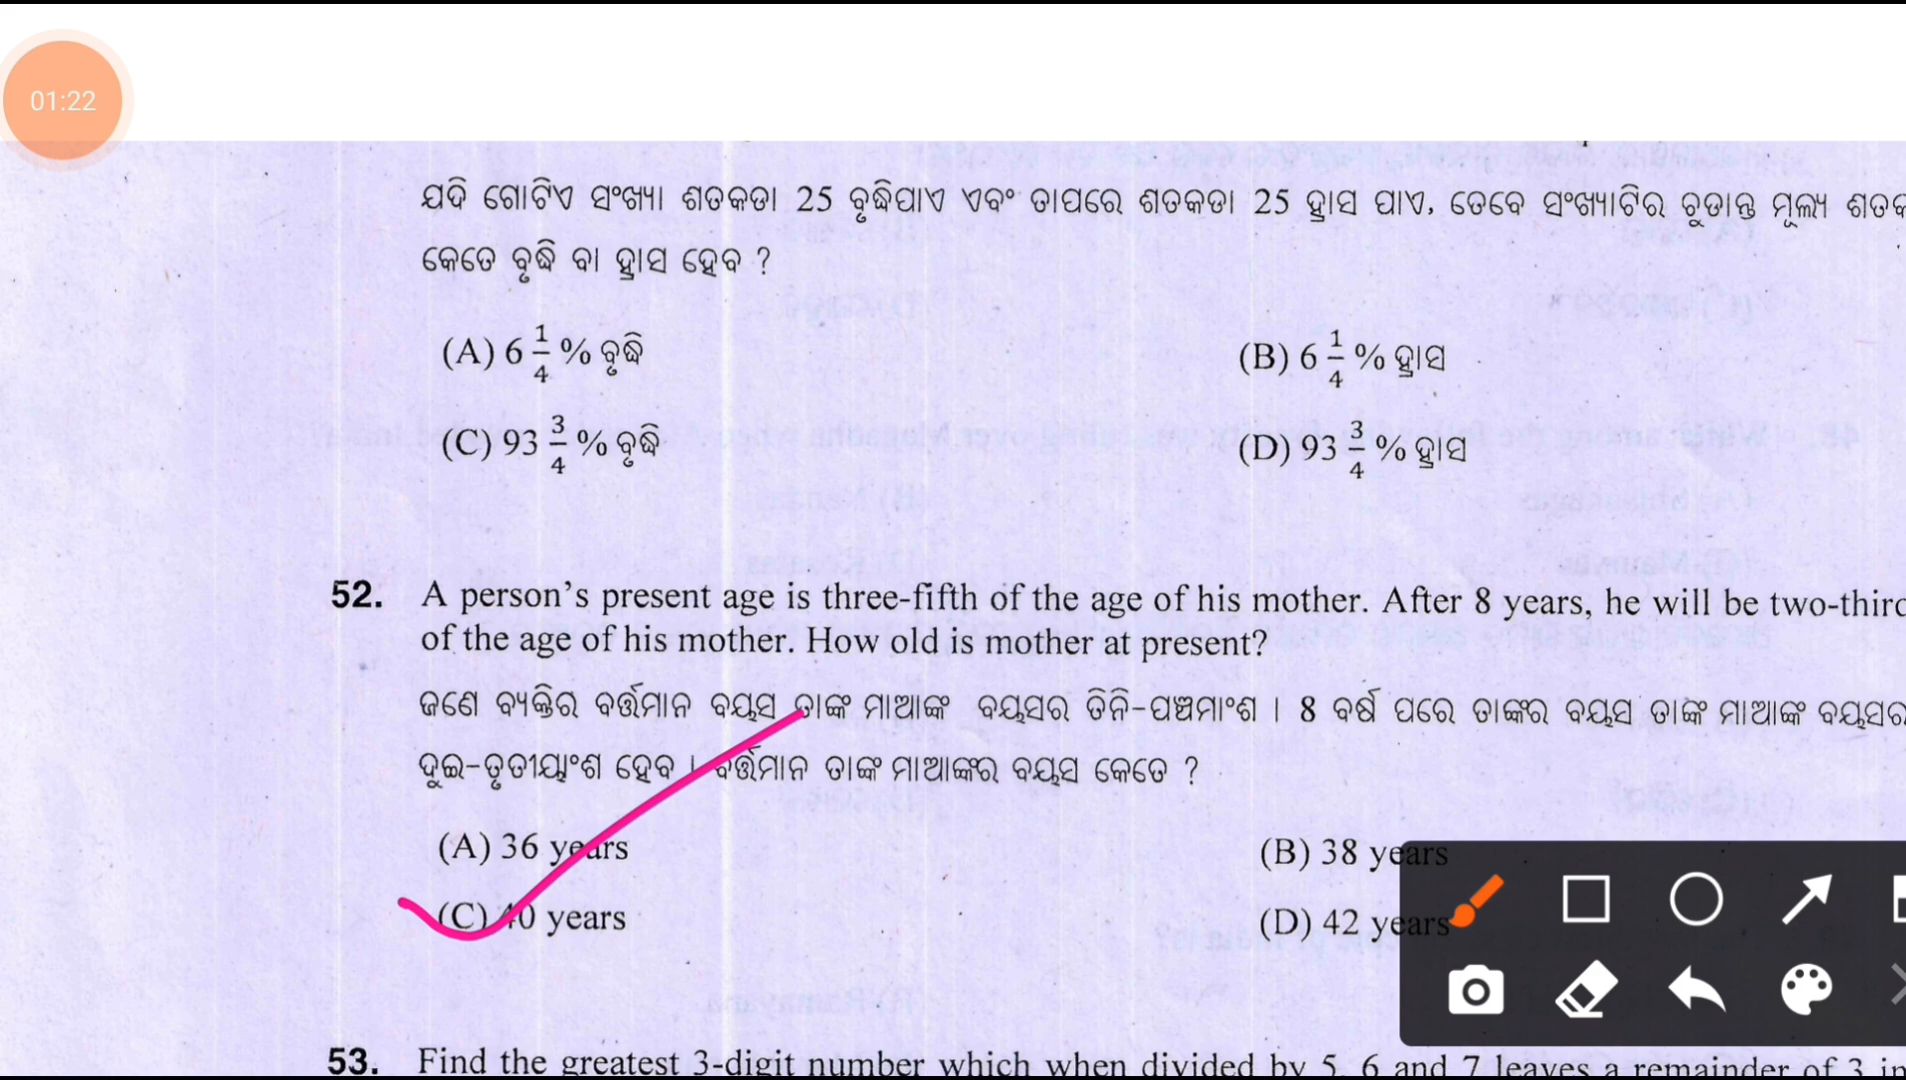 01:22
ଯଦି ଗୋଟିଏ ସଂଖ୍ୟା ଶତକଡା 25 ବୃଦ୍ଧିପାଏ ଏବଂ ତାପରେ ଶତକଡା 25 ହ୍ରାସ ପାଏ, ତେବେ ସଂଖ୍ୟାଟିର ଚୁଡାନ୍ତ ମୂଲ୍ୟ ଶତକ
କେତେ ବୃଦ୍ଧି ବା ହ୍ରାସ ହେବ ?
(A) 6 1/4 % ବୃଦ୍ଧି (B) 6 1/4 % ହ୍ରାସ
(C) 93 3/4 % ବୃଦ୍ଧି (D) 93 3/4 % ହ୍ରାସ
52. A person's present age is three-fifth of the age of his mother. After 8 years, he will be two-third
of the age of his mother. How old is mother at present?
ଜଣେ ବ୍ୟକ୍ତିର ବର୍ତ୍ତମାନ ବୟସ ତାଙ୍କ ମାଆଙ୍କ ବୟସର ତିନି-ପଞ୍ଚମାଂଶ । 8 ବର୍ଷ ପରେ ତାଙ୍କର ବୟସ ତାଙ୍କ ମାଆଙ୍କ ବୟସର
ଦୁଇ-ତୃତୀୟାଂଶ ହେବ । ବର୍ତ୍ତମାନ ତାଙ୍କ ମାଆଙ୍କର ବୟସ କେତେ ?
(A) 36 years (B) 38 years
(C) 40 years (D) 42 years
53. Find the greatest 3-digit number which when divided by 5, 6 and 7 leaves a remainder of 3 in